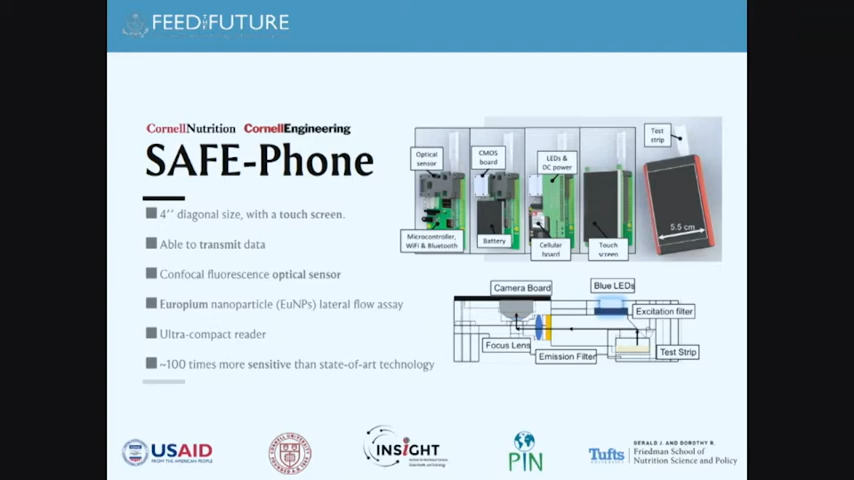 FEED THE FUTURE
CornellNutrition CornellEngineering
SAFE-Phone
4’’ diagonal size, with a touch screen.
Able to transmit data
Confocal fluorescence optical sensor
Europium nanoparticle (EuNPs) lateral flow assay
Ultra-compact reader
~100 times more sensitive than state-of-art technology
Optical sensor
CMOS board
LEDs & DC power
Test strip
Microcontroller, WiFi & Bluetooth
Battery
Cellular board
Touch screen
5.5 cm
Camera Board
Blue LEDs
Excitation filter
Focus Lens
Emission Filter
Test Strip
USAID
FROM THE AMERICAN PEOPLE
INSiGHT
PIN
Tufts
UNIVERSITY
GERALD J. AND DOROTHY R.
Friedman School of
Nutrition Science and Policy